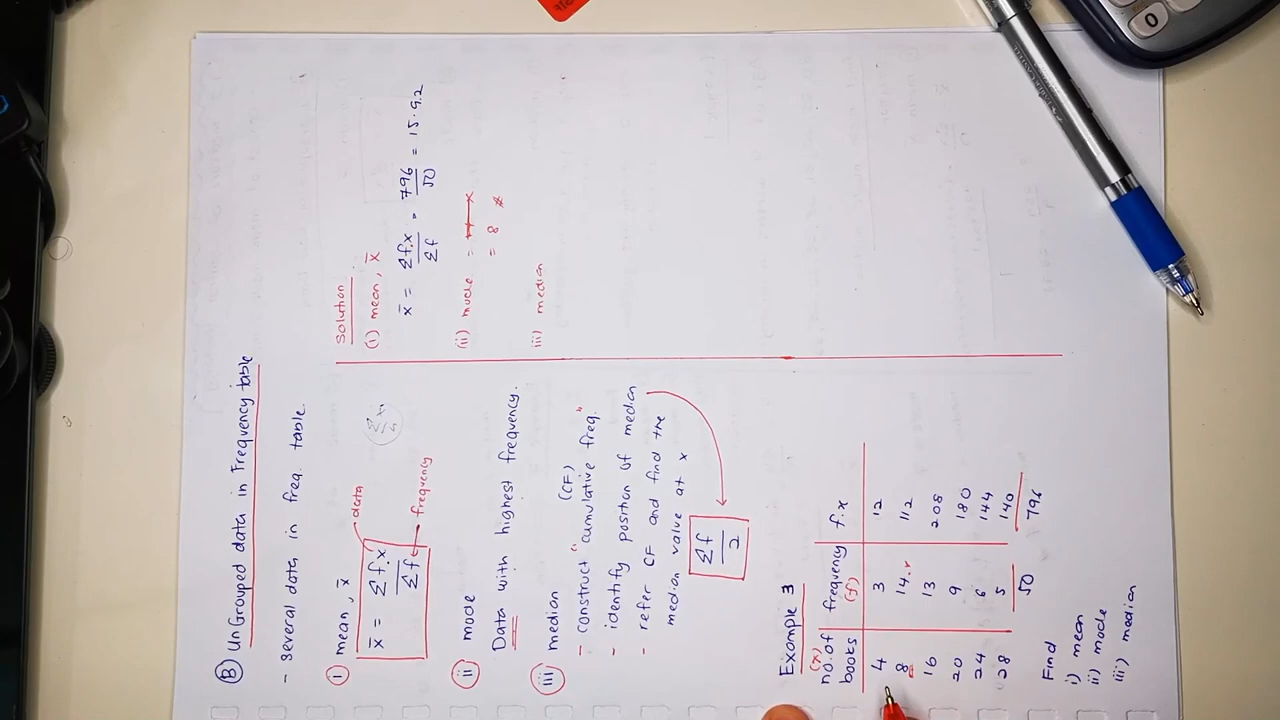 (B) UnGrouped data in Frequency table
- several data in freq. table.
(i) mean, x̄
x̄ = Σf.x / Σf
data
frequency
(ii) mode
Data with highest frequency.
(iii) median
- construct "cumulative freq." (CF)
- identify position of median
- refer CF and find the
median value at x
Σf / 2
Example 3
(x) no. of books | frequency (f) | f.x
4 | 3 | 12
8 | 14 | 112
16 | 13 | 208
20 | 9 | 180
24 | 6 | 144
28 | 5 | 140
50 | 796
Find
i) mean
ii) mode
iii) median
Solution
(i) mean, x̄
x̄ = Σf.x / Σf = 796 / 50 = 15.92
(ii) mode =
= 8
iii) median
0